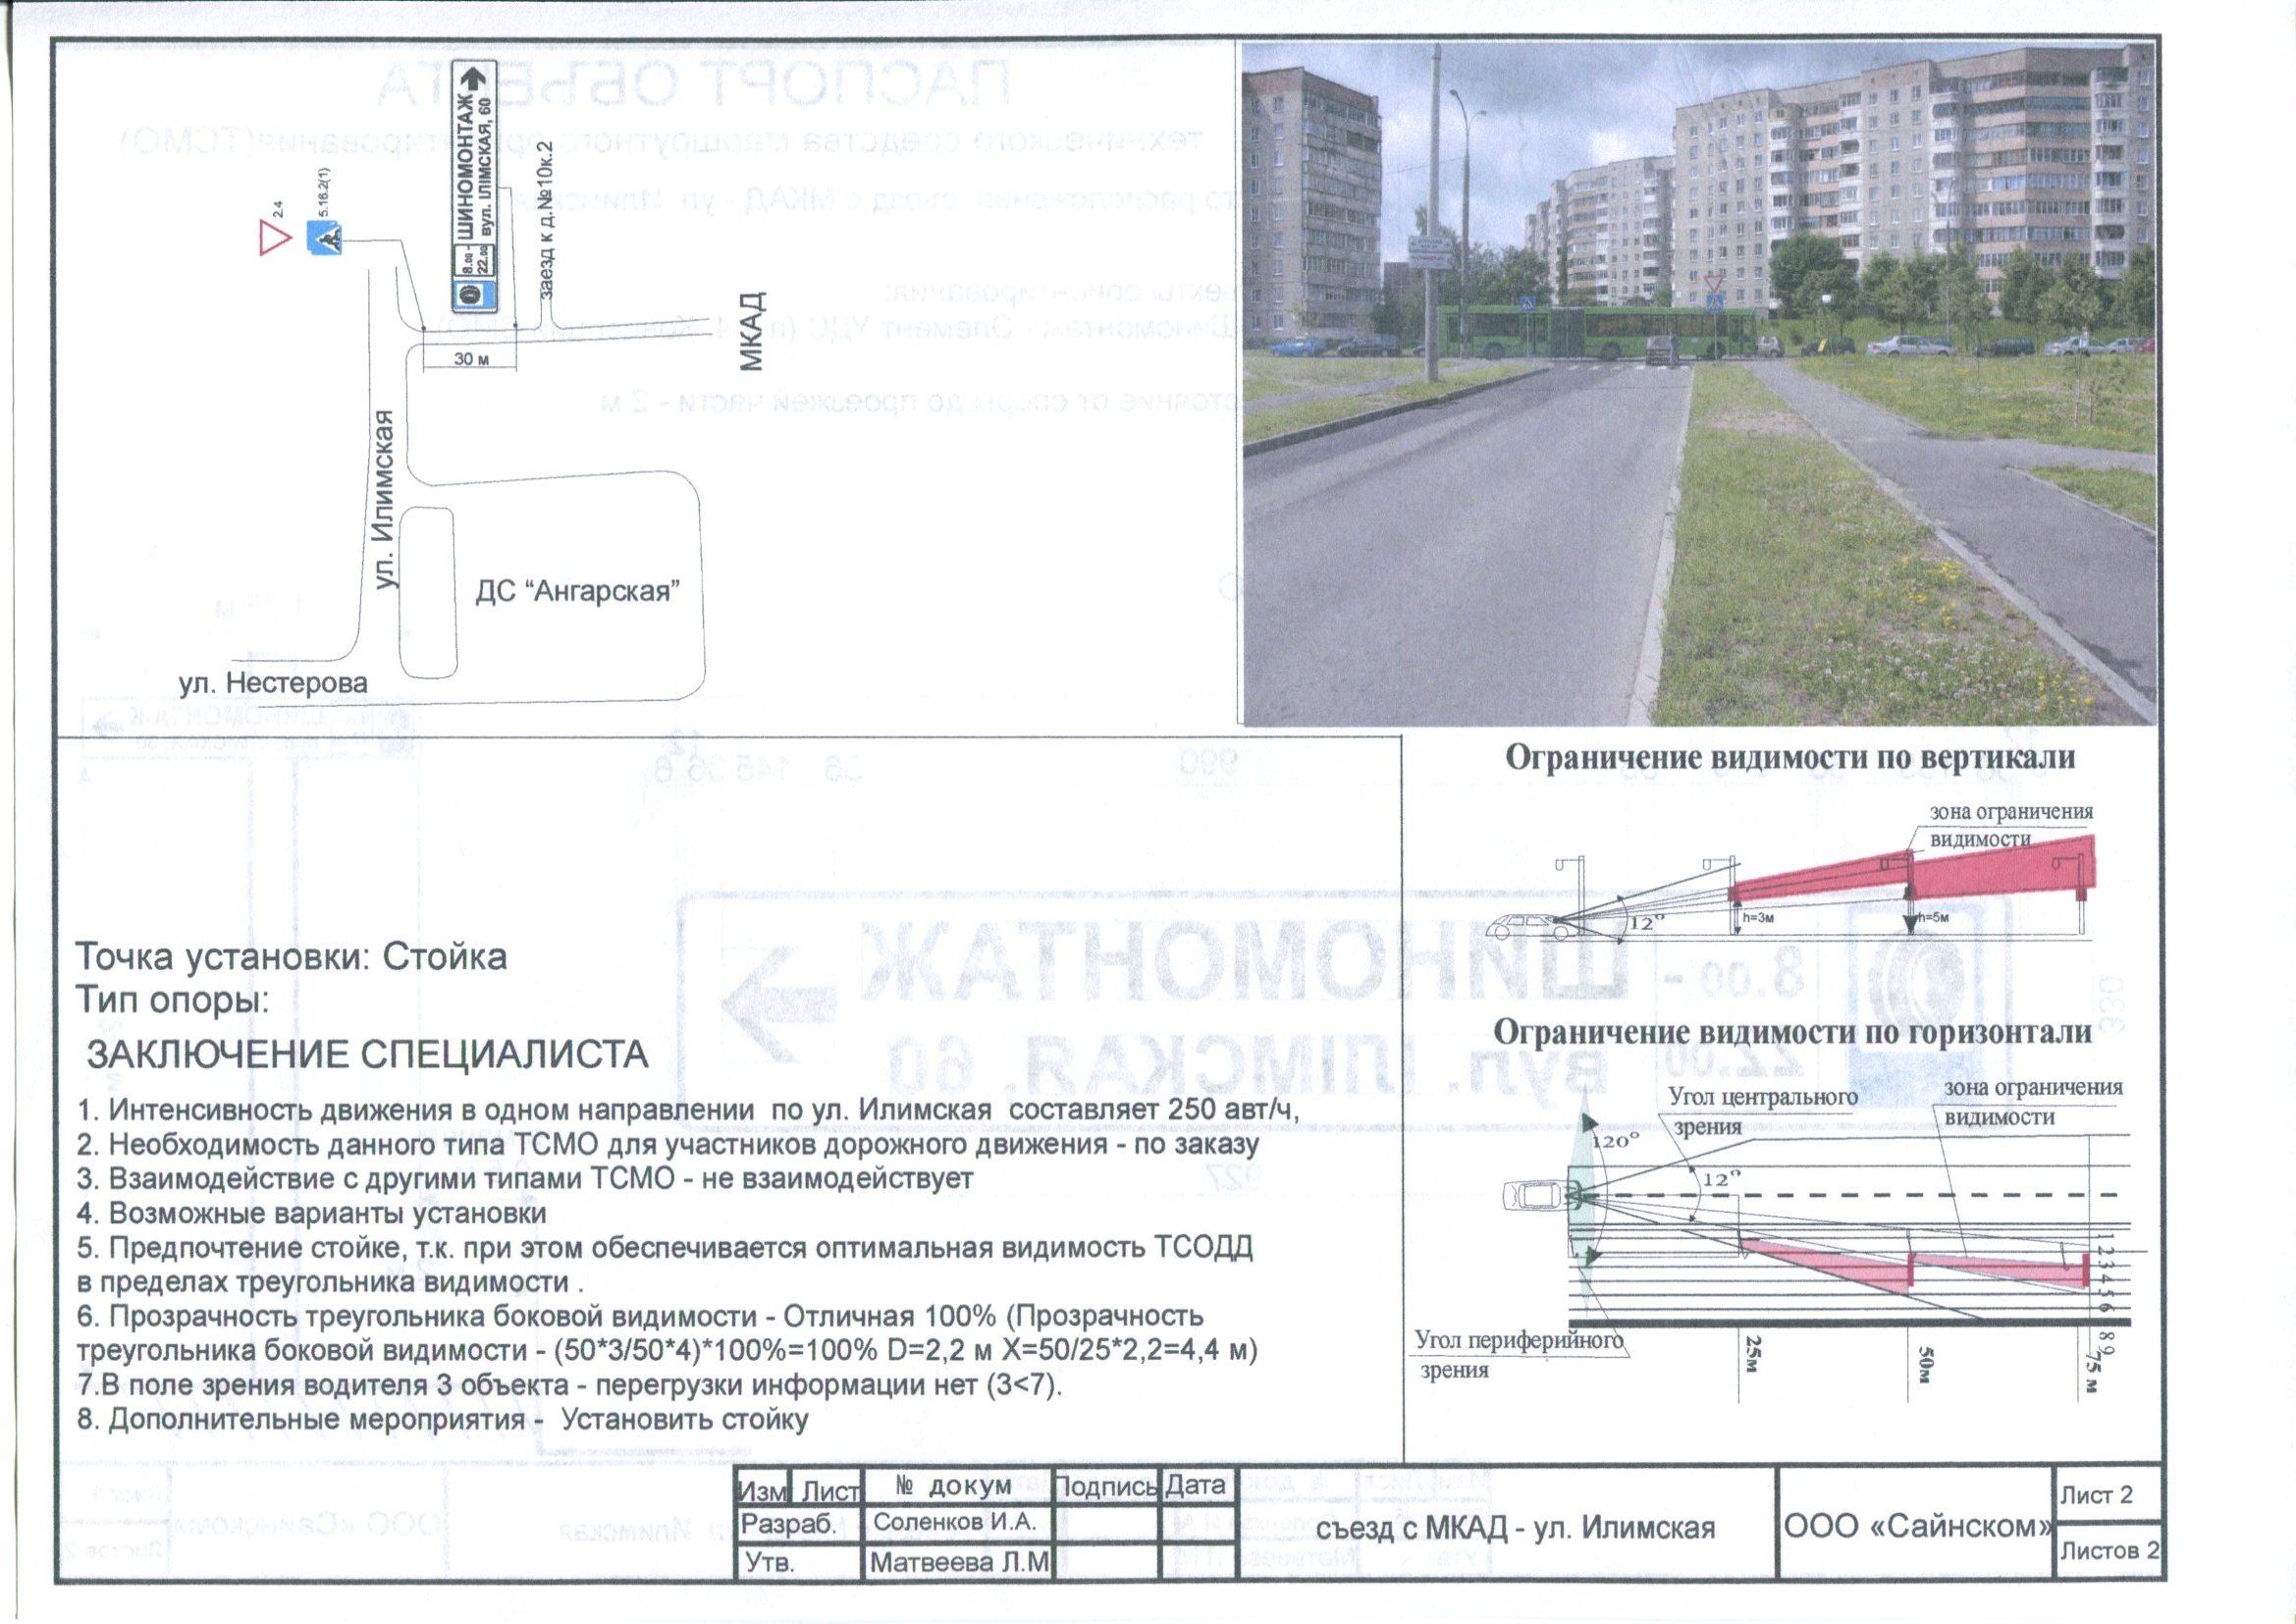 2.4
5.16.2(1)
8.00 -
22.00
ШИНОМОНТАЖ
вул. ІЛІМСКАЯ, 60
заезд к д.№10к.2
МКАД
30 м
ул. Илимская
ДС “Ангарская”
ул. Нестерова
Ограничение видимости по вертикали
зона ограничения
видимости
12°
h=3м
h=5м
Ограничение видимости по горизонтали
Угол центрального
зрения
зона ограничения
видимости
120°
12°
1 2 3 4 5 6 8 9
Угол периферийного
зрения
25м
50м
75 м
Точка установки: Стойка
Тип опоры:
ЗАКЛЮЧЕНИЕ СПЕЦИАЛИСТА
1. Интенсивность движения в одном направлении по ул. Илимская составляет 250 авт/ч,
2. Необходимость данного типа ТСМО для участников дорожного движения - по заказу
3. Взаимодействие с другими типами ТСМО - не взаимодействует
4. Возможные варианты установки
5. Предпочтение стойке, т.к. при этом обеспечивается оптимальная видимость ТСОДД
в пределах треугольника видимости .
6. Прозрачность треугольника боковой видимости - Отличная 100% (Прозрачность
треугольника боковой видимости - (50*3/50*4)*100%=100% D=2,2 м X=50/25*2,2=4,4 м)
7.В поле зрения водителя 3 объекта - перегрузки информации нет (3<7).
8. Дополнительные мероприятия - Установить стойку
Изм Лист № докум Подпись Дата
Разраб. Соленков И.А.
Утв. Матвеева Л.М
съезд с МКАД - ул. Илимская
ООО «Сайнском»
Лист 2
Листов 2